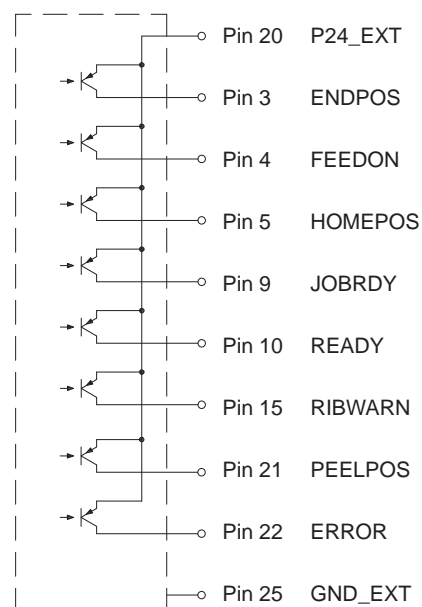 Pin 20 P24_EXT
Pin 3 ENDPOS
Pin 4 FEEDON
Pin 5 HOMEPOS
Pin 9 JOBRDY
Pin 10 READY
Pin 15 RIBWARN
Pin 21 PEELPOS
Pin 22 ERROR
Pin 25 GND_EXT